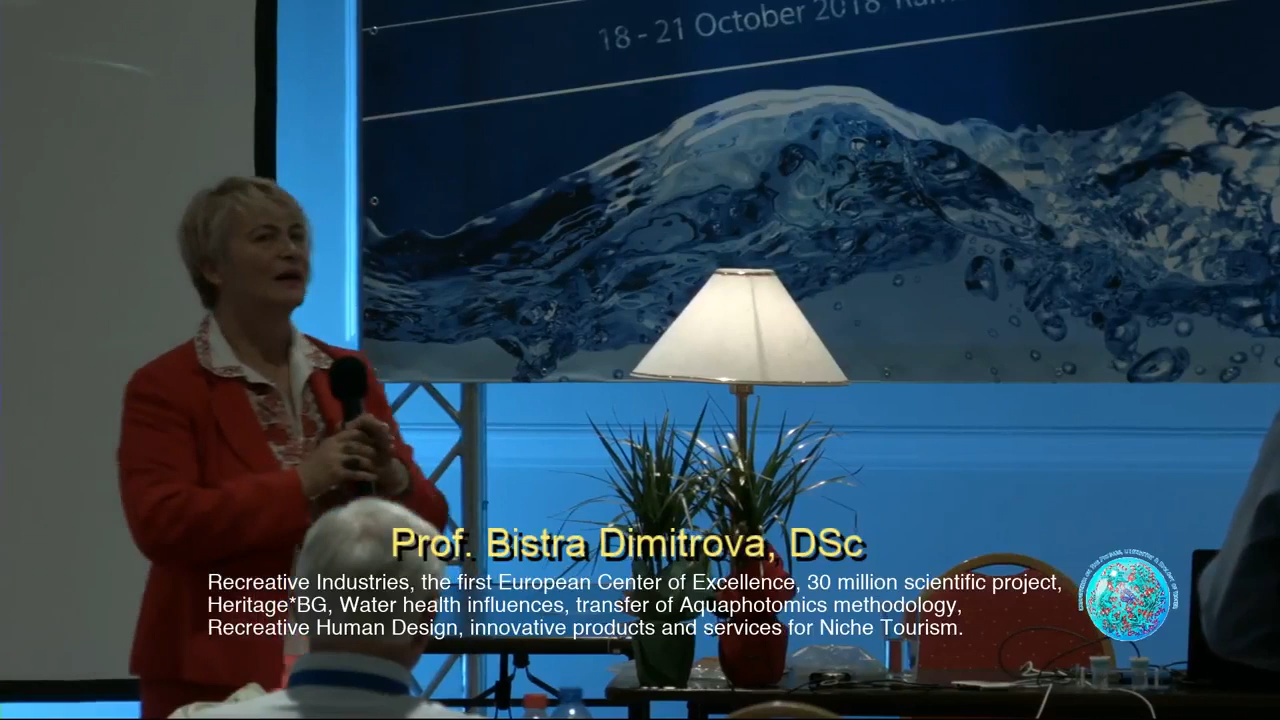 18 - 21 October 2018
Prof. Bistra Dimitrova, DSc
Recreative Industries, the first European Center of Excellence, 30 million scientific project,
Heritage*BG, Water health influences, transfer of Aquaphotomics methodology,
Recreative Human Design, innovative products and services for Niche Tourism.